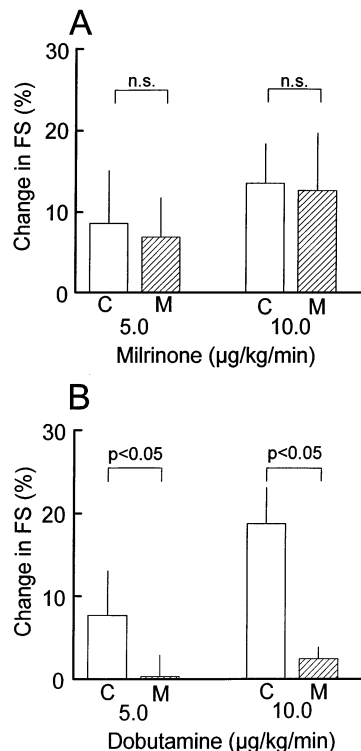 A
Change in FS (%)
30
20
10
0
n.s.
n.s.
C M C M
5.0 10.0
Milrinone (µg/kg/min)
B
Change in FS (%)
30
20
10
0
p<0.05
p<0.05
C M C M
5.0 10.0
Dobutamine (µg/kg/min)